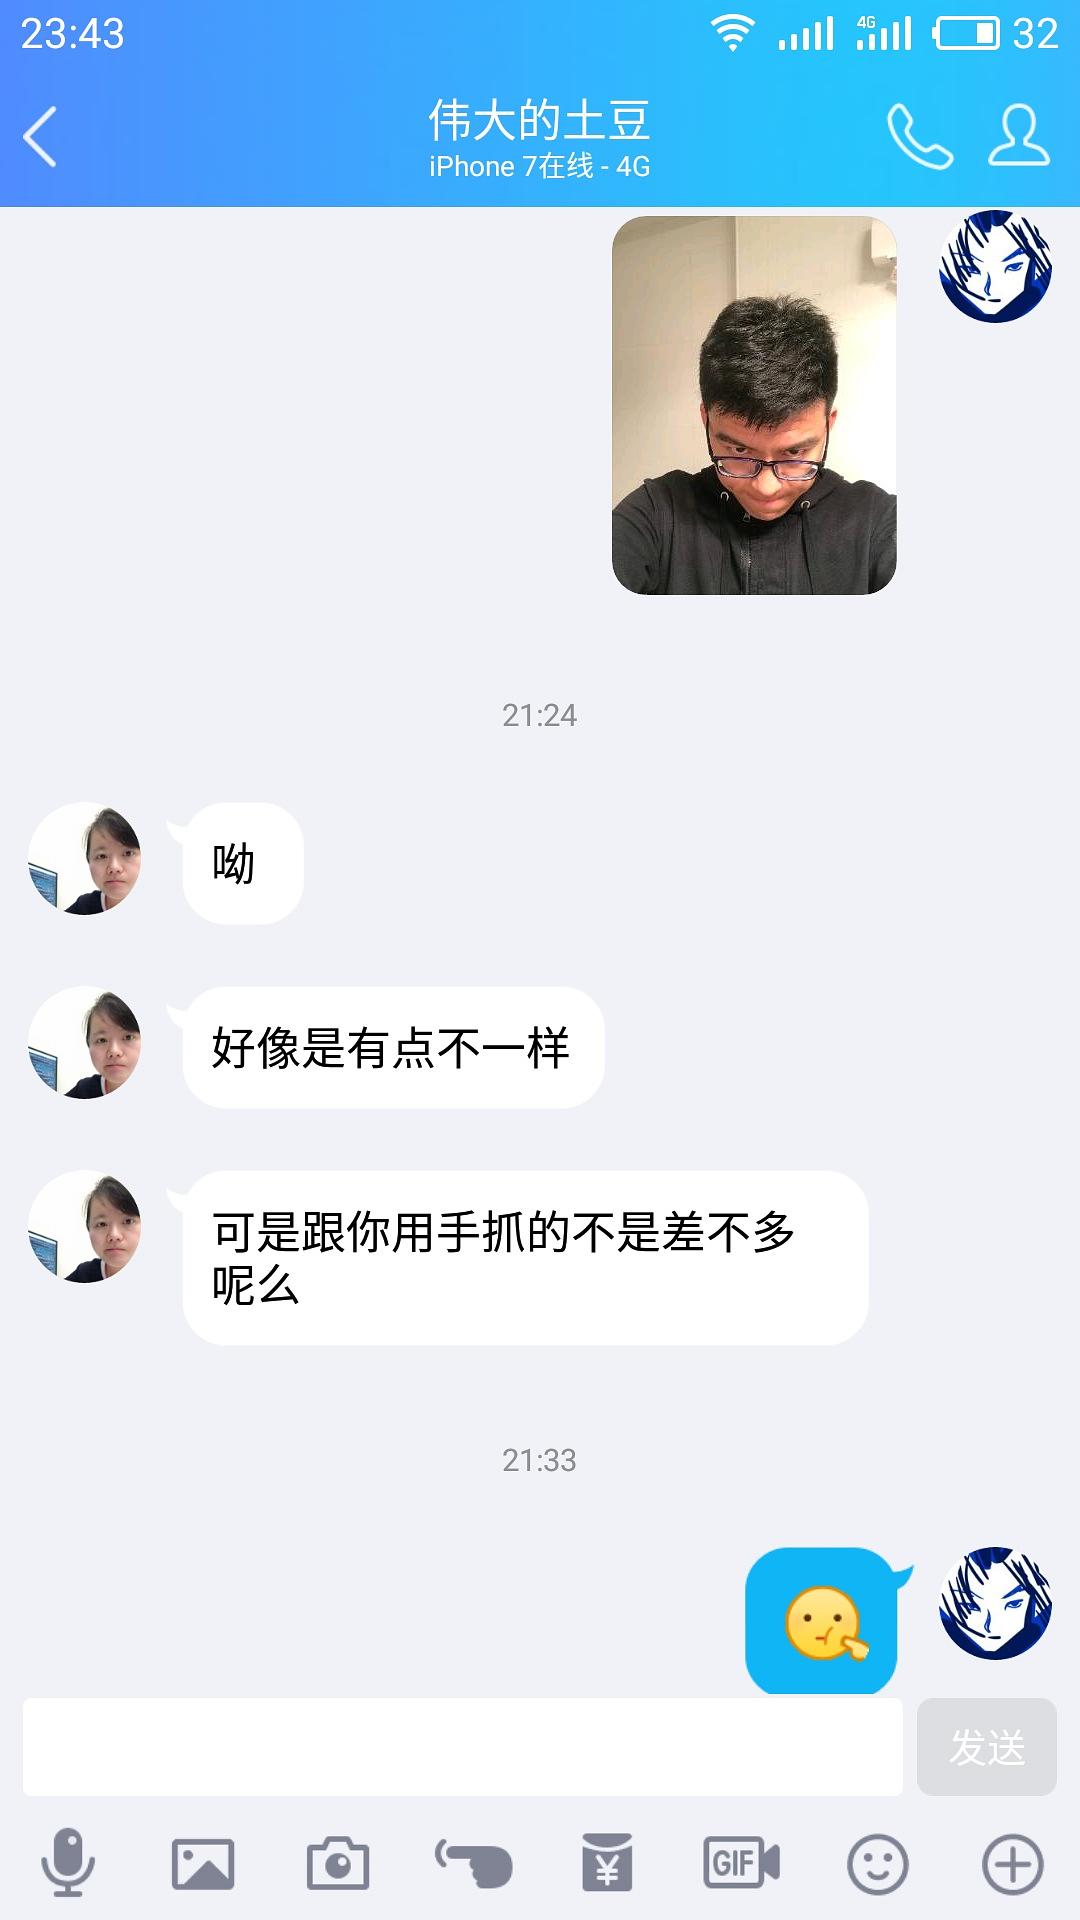 23:43
4G
32
伟大的土豆
iPhone 7在线 - 4G
21:24
呦
好像是有点不一样
可是跟你用手抓的不是差不多
呢么
21:33
发送
¥
GIF